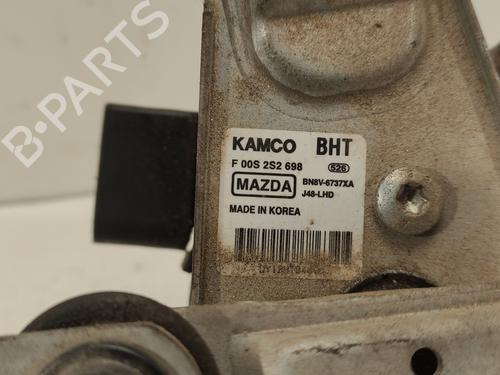 B-PARTS
KAMCO BHT
F 00S 2S2 698 526
MAZDA BN8V-6737XA
J48-LHD
MADE IN KOREA